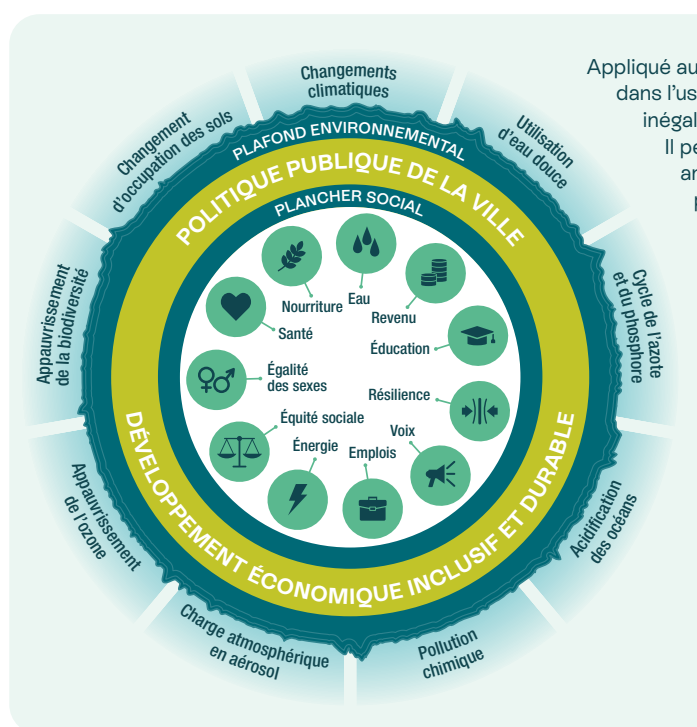 Changements
climatiques
Utilisation
d'eau douce
Cycle de l'azote
et du phosphore
Acidification
des océans
Pollution
chimique
Charge atmosphérique
en aérosol
Appauvrissement
de l'ozone
Appauvrissement
de la biodiversité
Changement
d'occupation des sols
PLAFOND ENVIRONNEMENTAL
POLITIQUE PUBLIQUE DE LA VILLE
PLANCHER SOCIAL
Eau
Revenu
Éducation
Résilience
Voix
Emplois
Énergie
Équité sociale
Égalité
des sexes
Santé
Nourriture
DÉVELOPPEMENT ÉCONOMIQUE INCLUSIF ET DURABLE
Appliqué au
dans l'us
inégal
Il pe
ar
p